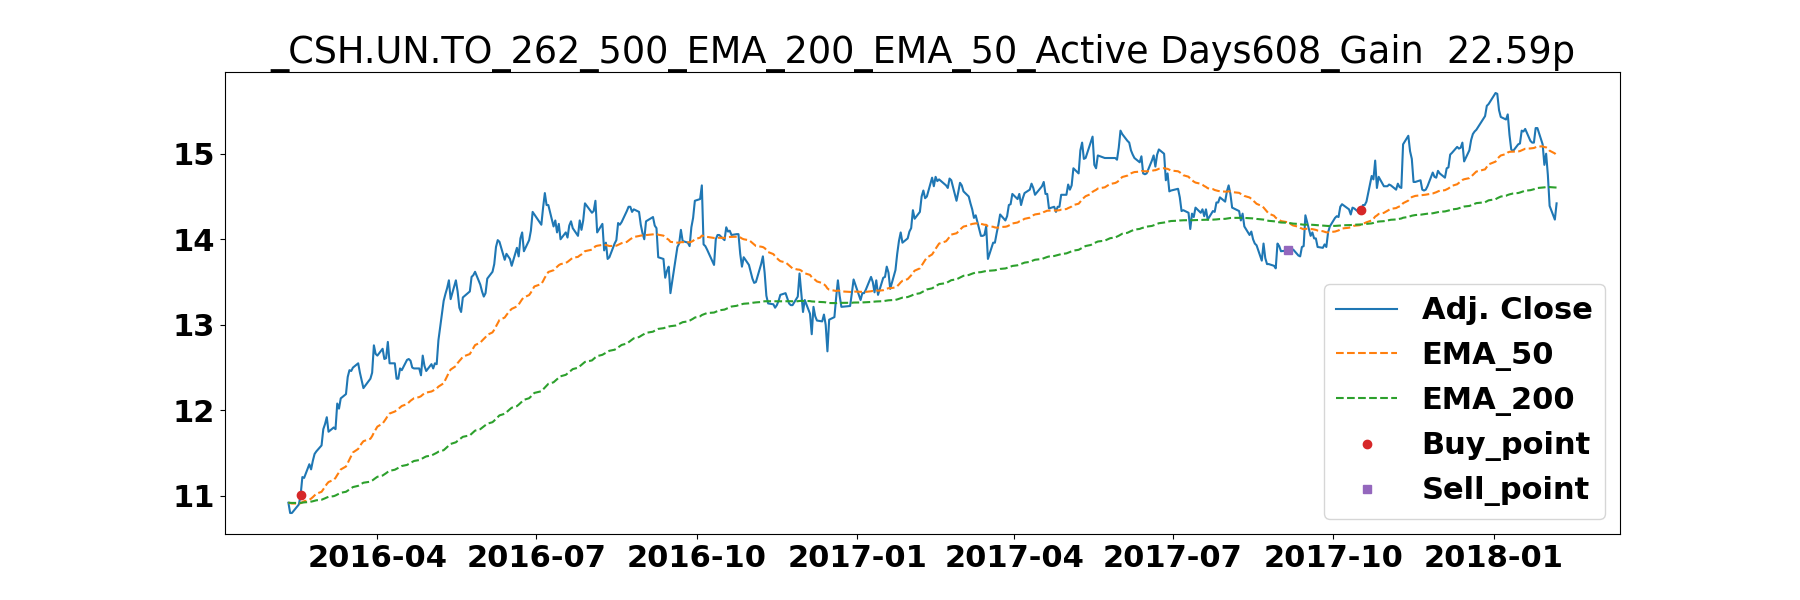 _CSH.UN.TO_262_500_EMA_200_EMA_50_Active Days608_Gain  22.59p
15
14
13
12
11
Adj. Close
EMA_50
EMA_200
Buy_point
Sell_point
2016-04 2016-07 2016-10 2017-01 2017-04 2017-07 2017-10 2018-01